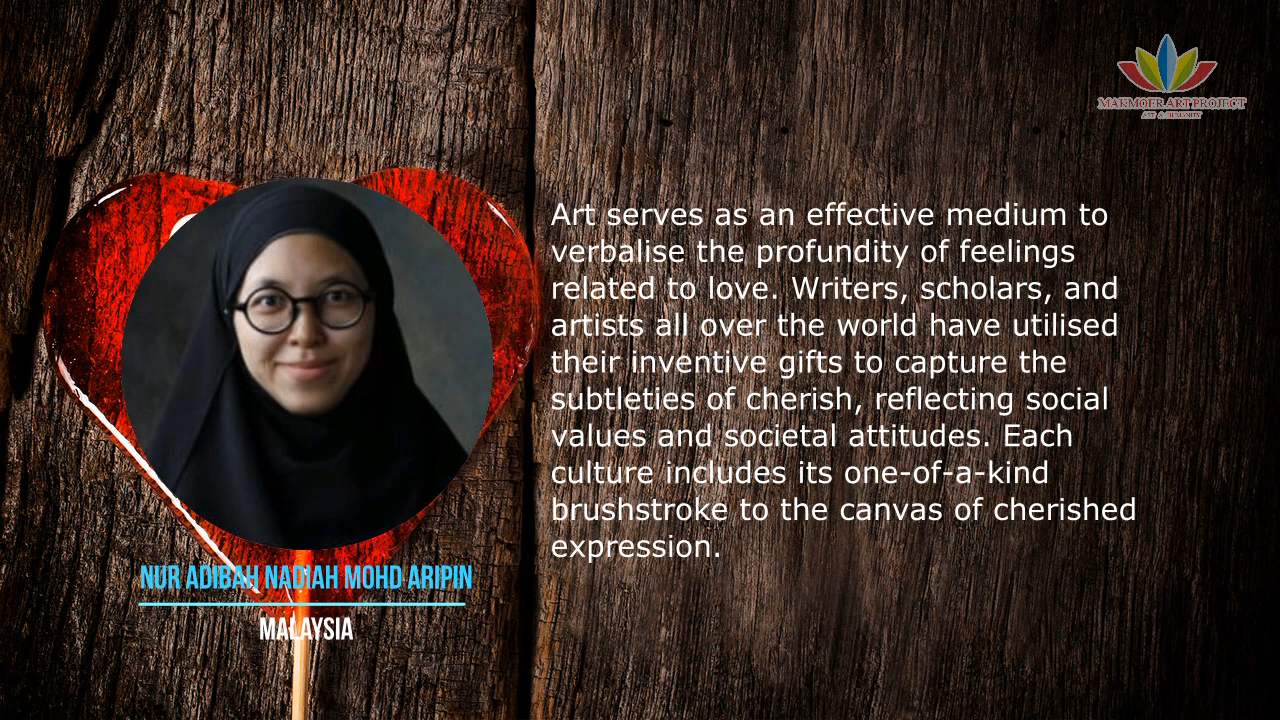 MARMOER ART PROJECT
ART & HUMANITY
Art serves as an effective medium to
verbalise the profundity of feelings
related to love. Writers, scholars, and
artists all over the world have utilised
their inventive gifts to capture the
subtleties of cherish, reflecting social
values and societal attitudes. Each
culture includes its one-of-a-kind
brushstroke to the canvas of cherished
expression.
NUR ADIBAH NADIAH MOHD ARIPIN
MALAYSIA